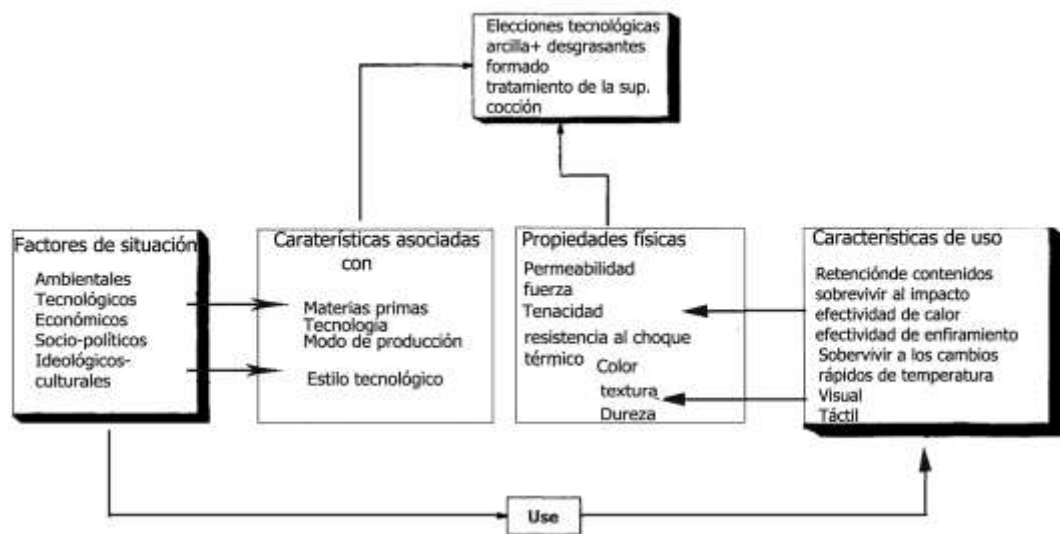 Elecciones tecnológicas
arcilla+ desgrasantes
formado
tratamiento de la sup.
cocción
Factores de situación
Ambientales
Tecnológicos
Económicos
Socio-políticos
Ideológicos-
culturales
Caraterísticas asociadas
con
Materias primas
Tecnologia
Modo de producción
Estilo tecnológico
Propiedades físicas
Permeabilidad
fuerza
Tenacidad
resistencia al choque
térmico
Color
textura
Dureza
Características de uso
Retenciónde contenidos
sobrevivir al impacto
efectividad de calor
efectividad de enfiramiento
Sobervivir a los cambios
rápidos de temperatura
Visual
Táctil
Use